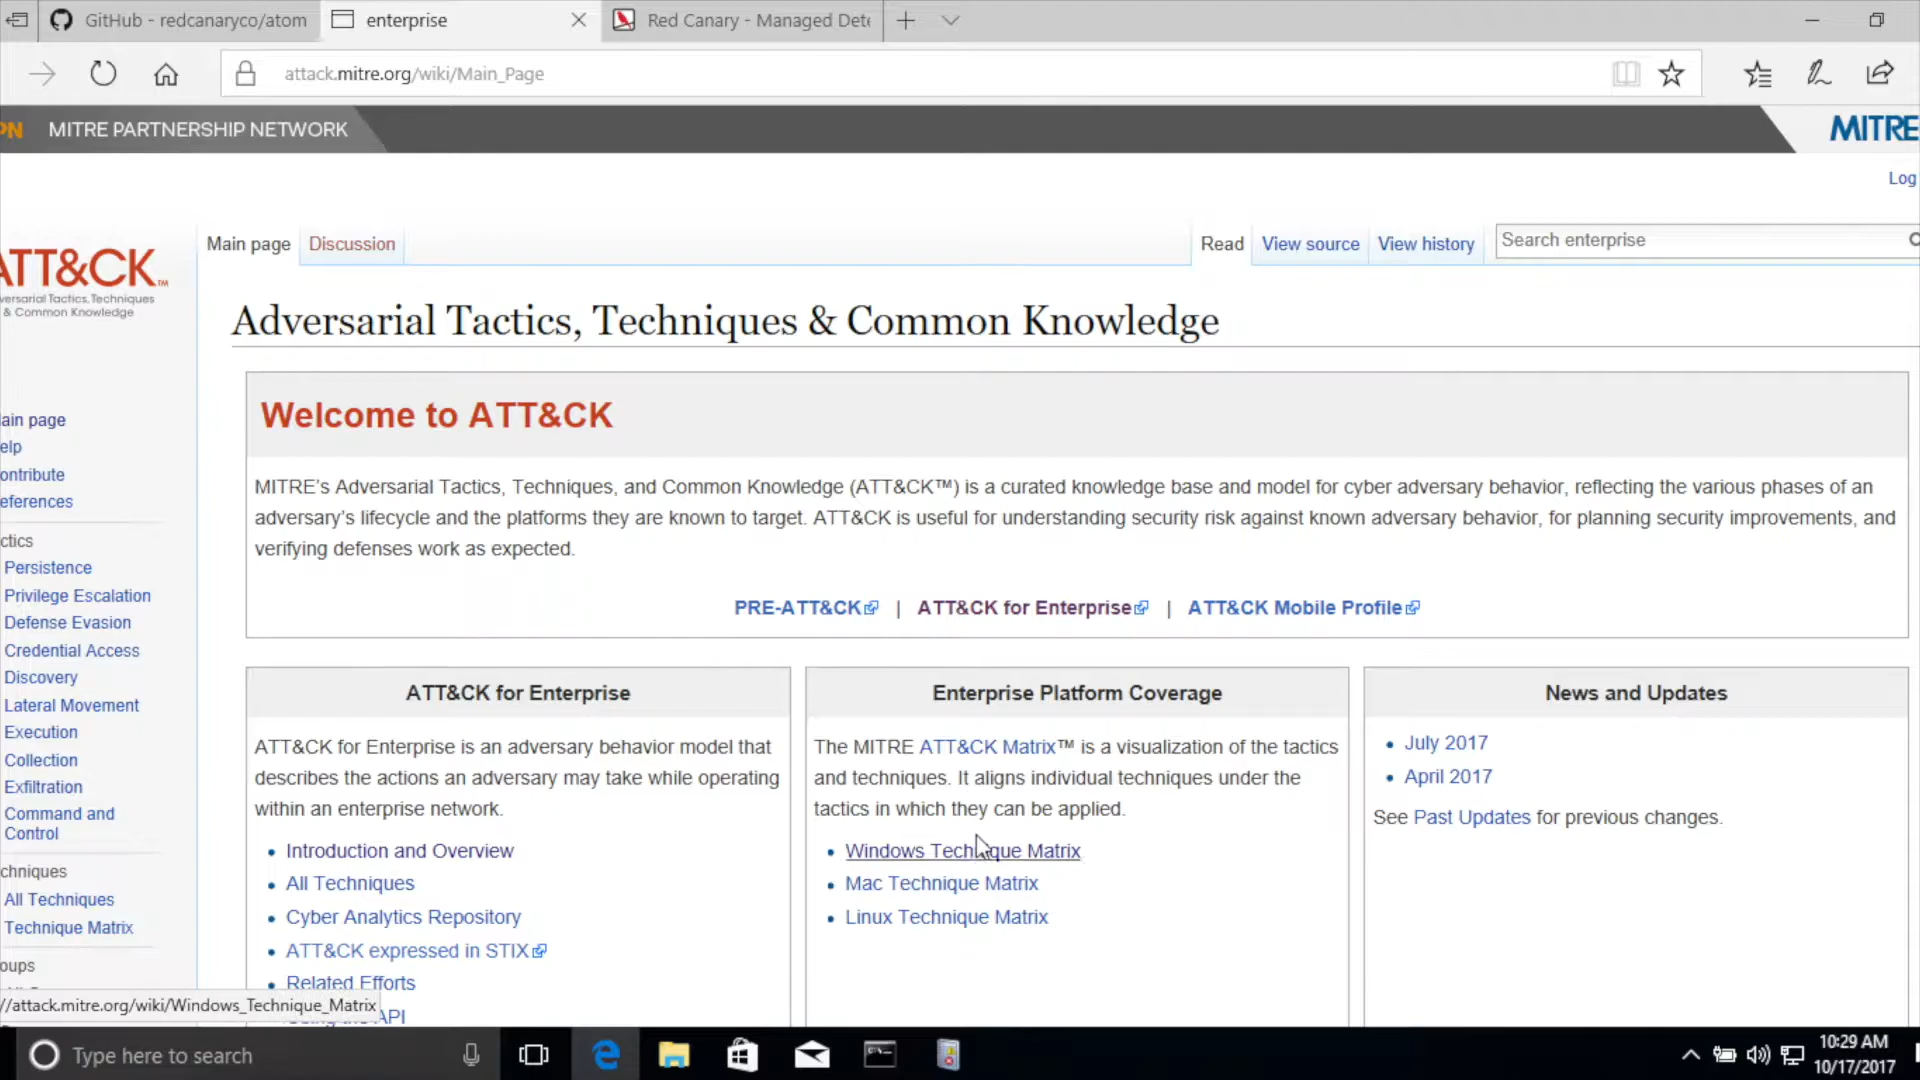 GitHub - redcanaryco/atom
enterprise
Red Canary - Managed Dete
attack.mitre.org/wiki/Main_Page
PN MITRE PARTNERSHIP NETWORK
MITRE
Log
ATT&CK™
versarial Tactics, Techniques
& Common Knowledge
Main page
Discussion
Read
View source
View history
Search enterprise
Adversarial Tactics, Techniques & Common Knowledge
Welcome to ATT&CK
MITRE's Adversarial Tactics, Techniques, and Common Knowledge (ATT&CK™) is a curated knowledge base and model for cyber adversary behavior, reflecting the various phases of an
adversary's lifecycle and the platforms they are known to target. ATT&CK is useful for understanding security risk against known adversary behavior, for planning security improvements, and
verifying defenses work as expected.
PRE-ATT&CK | ATT&CK for Enterprise | ATT&CK Mobile Profile
ain page
elp
ontribute
eferences
ctics
Persistence
Privilege Escalation
Defense Evasion
Credential Access
Discovery
Lateral Movement
Execution
Collection
Exfiltration
Command and
Control
chniques
All Techniques
Technique Matrix
oups
ATT&CK for Enterprise
ATT&CK for Enterprise is an adversary behavior model that
describes the actions an adversary may take while operating
within an enterprise network.
• Introduction and Overview
• All Techniques
• Cyber Analytics Repository
• ATT&CK expressed in STIX
• Related Efforts
API
Enterprise Platform Coverage
The MITRE ATT&CK Matrix™ is a visualization of the tactics
and techniques. It aligns individual techniques under the
tactics in which they can be applied.
• Windows Technique Matrix
• Mac Technique Matrix
• Linux Technique Matrix
News and Updates
• July 2017
• April 2017
See Past Updates for previous changes.
//attack.mitre.org/wiki/Windows_Technique_Matrix
Type here to search
10:29 AM
10/17/2017